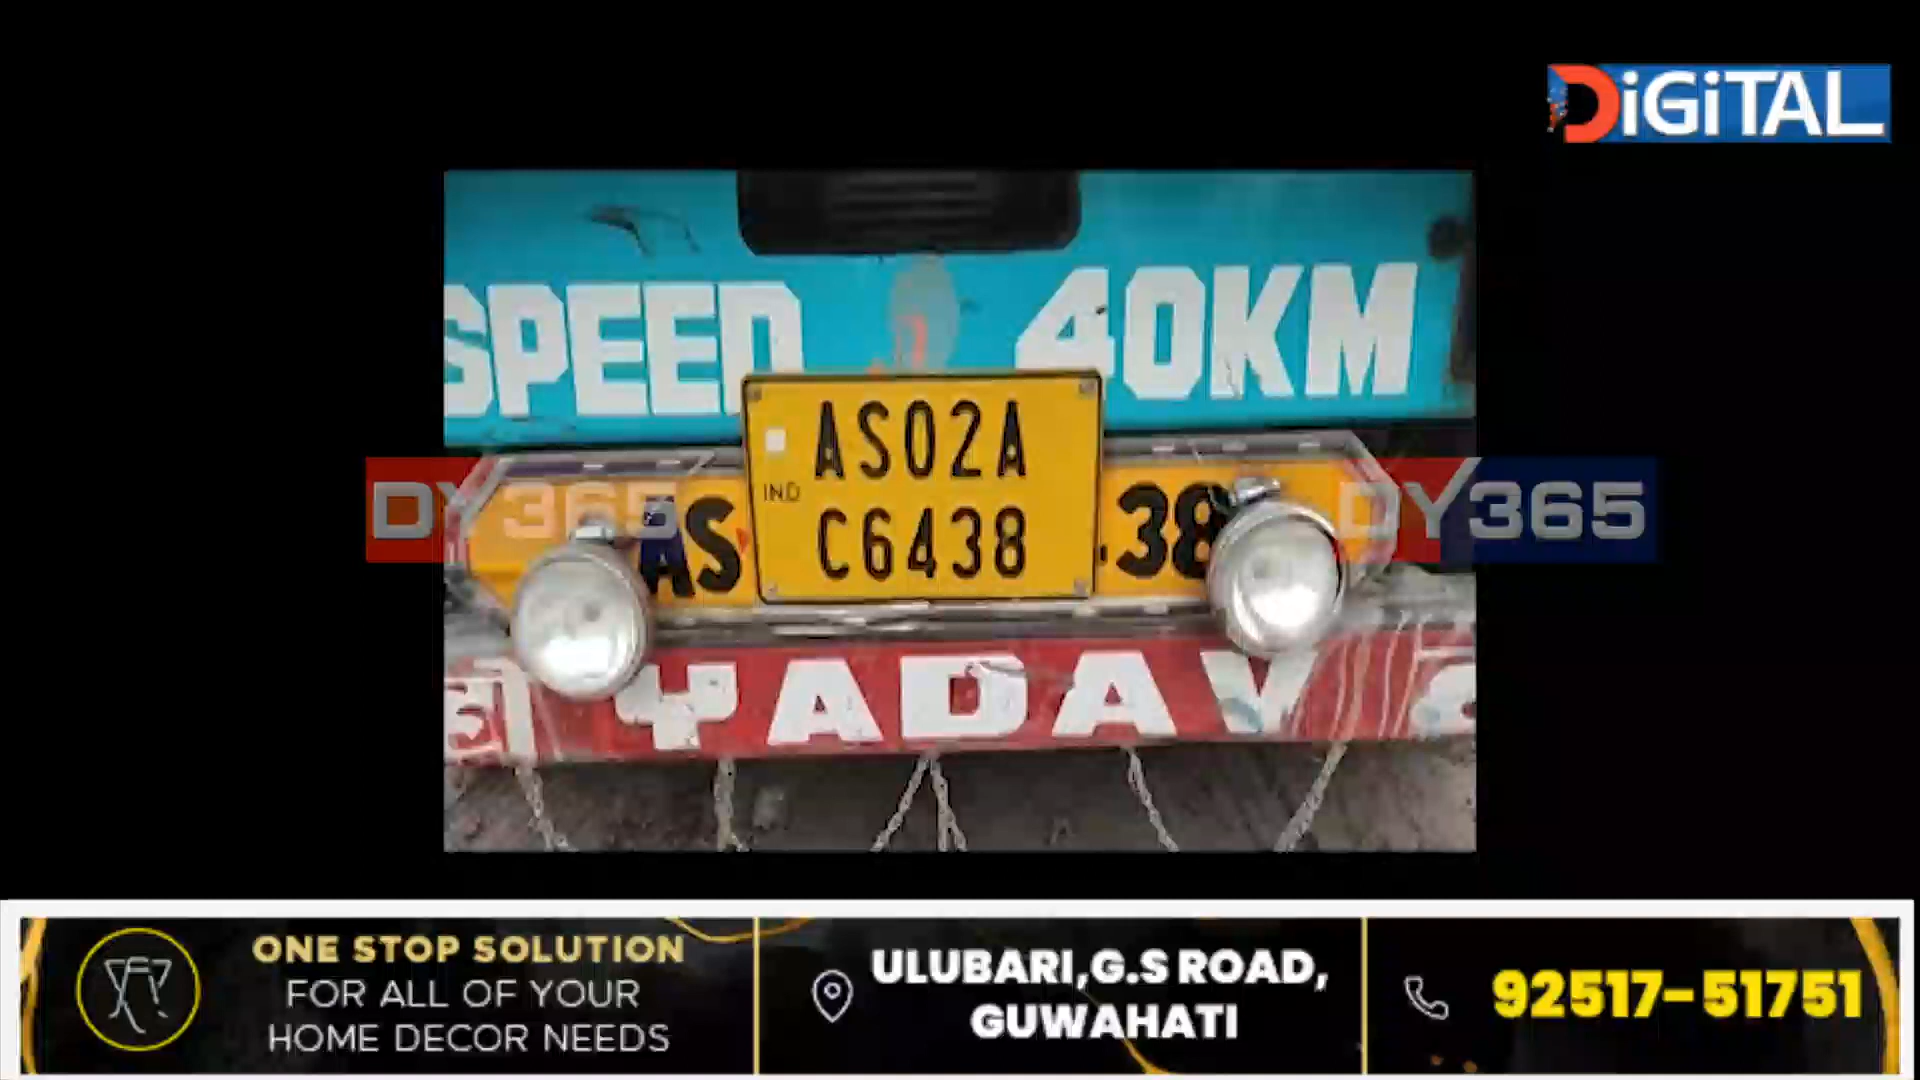 DiGiTAL
SPEED 40KM
AS02A
IND
C6438
AS 38
DY365
DY365
YADAV
ONE STOP SOLUTION
FOR ALL OF YOUR
HOME DECOR NEEDS
ULUBARI,G.S ROAD,
GUWAHATI
92517-51751